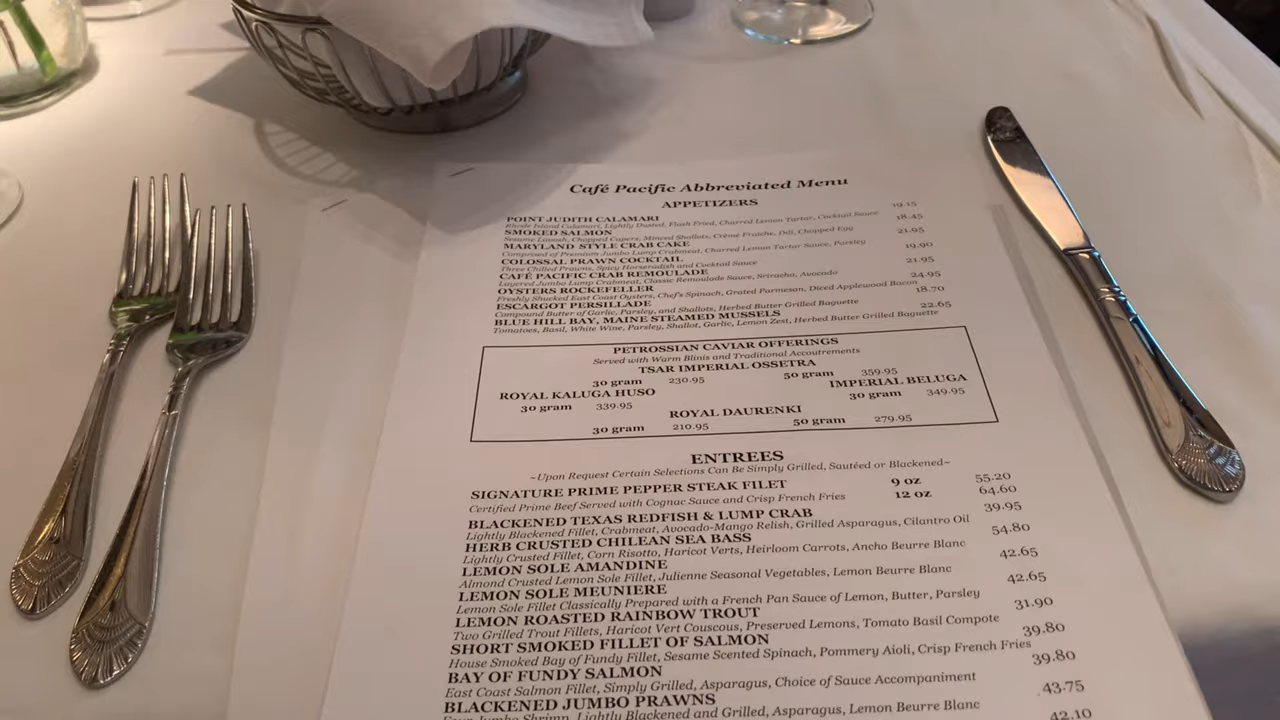 Café Pacific Abbreviated Menu
APPETIZERS
POINT JUDITH CALAMARI 19.15
Rhode Island Calamari, Lightly Dusted, Flash Fried, Charred Lemon Tartar, Cocktail Sauce
SMOKED SALMON 18.45
Sesame Lavosh, Chopped Capers, Minced Shallots, Crème Fraîche, Dill, Chopped Egg
MARYLAND STYLE CRAB CAKE 21.95
Comprised of Premium Jumbo Lump Crabmeat, Charred Lemon Tartar Sauce, Parsley
COLOSSAL PRAWN COCKTAIL 19.90
Three Chilled Prawns, Spicy Horseradish and Cocktail Sauce
CAFÉ PACIFIC CRAB REMOULADE 21.95
Layered Jumbo Lump Crabmeat, Classic Remoulade Sauce, Sriracha, Avocado
OYSTERS ROCKEFELLER 24.95
Freshly Shucked East Coast Oysters, Chef's Spinach, Grated Parmesan, Diced Applewood Bacon
ESCARGOT PERSILLADE 18.70
Compound Butter of Garlic, Parsley, and Shallots, Herbed Butter Grilled Baguette
BLUE HILL BAY, MAINE STEAMED MUSSELS 22.65
Tomatoes, Basil, White Wine, Parsley, Shallot, Garlic, Lemon Zest, Herbed Butter Grilled Baguette
PETROSSIAN CAVIAR OFFERINGS
Served with Warm Blinis and Traditional Accoutrements
TSAR IMPERIAL OSSETRA
30 gram 230.95 50 gram 359.95
ROYAL KALUGA HUSO IMPERIAL BELUGA
30 gram 339.95 30 gram 349.95
ROYAL DAURENKI
30 gram 210.95 50 gram 279.95
ENTREES
~Upon Request Certain Selections Can Be Simply Grilled, Sautéed or Blackened~
SIGNATURE PRIME PEPPER STEAK FILET 9 oz 55.20
Certified Prime Beef Served with Cognac Sauce and Crisp French Fries 12 oz 64.60
BLACKENED TEXAS REDFISH & LUMP CRAB 39.95
Lightly Blackened Fillet, Crabmeat, Avocado-Mango Relish, Grilled Asparagus, Cilantro Oil
HERB CRUSTED CHILEAN SEA BASS 54.80
Lightly Crusted Fillet, Corn Risotto, Haricot Verts, Heirloom Carrots, Ancho Beurre Blanc
LEMON SOLE AMANDINE 42.65
Almond Crusted Lemon Sole Fillet, Julienne Seasonal Vegetables, Lemon Beurre Blanc
LEMON SOLE MEUNIERE 42.65
Lemon Sole Fillet Classically Prepared with a French Pan Sauce of Lemon, Butter, Parsley
LEMON ROASTED RAINBOW TROUT 31.90
Two Grilled Trout Fillets, Haricot Vert Couscous, Preserved Lemons, Tomato Basil Compote
SHORT SMOKED FILLET OF SALMON 39.80
House Smoked Bay of Fundy Fillet, Sesame Scented Spinach, Pommery Aioli, Crisp French Fries
BAY OF FUNDY SALMON 39.80
East Coast Salmon Fillet, Simply Grilled, Asparagus, Choice of Sauce Accompaniment
BLACKENED JUMBO PRAWNS 43.75
Four Jumbo Shrimp, Lightly Blackened and Grilled, Asparagus, Lemon Beurre Blanc
42.10